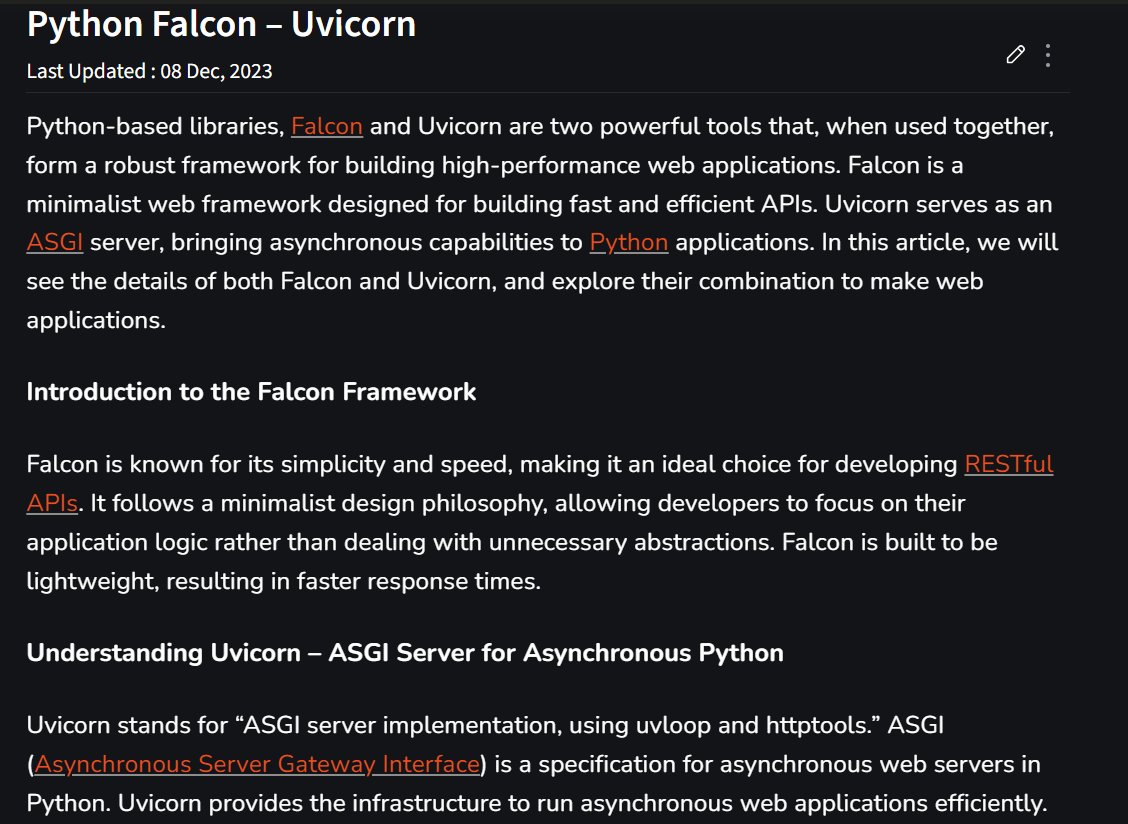 Python Falcon – Uvicorn
Last Updated : 08 Dec, 2023
Python-based libraries, Falcon and Uvicorn are two powerful tools that, when used together,
form a robust framework for building high-performance web applications. Falcon is a
minimalist web framework designed for building fast and efficient APIs. Uvicorn serves as an
ASGI server, bringing asynchronous capabilities to Python applications. In this article, we will
see the details of both Falcon and Uvicorn, and explore their combination to make web
applications.
Introduction to the Falcon Framework
Falcon is known for its simplicity and speed, making it an ideal choice for developing RESTful
APIs. It follows a minimalist design philosophy, allowing developers to focus on their
application logic rather than dealing with unnecessary abstractions. Falcon is built to be
lightweight, resulting in faster response times.
Understanding Uvicorn – ASGI Server for Asynchronous Python
Uvicorn stands for “ASGI server implementation, using uvloop and httptools.” ASGI
(Asynchronous Server Gateway Interface) is a specification for asynchronous web servers in
Python. Uvicorn provides the infrastructure to run asynchronous web applications efficiently.